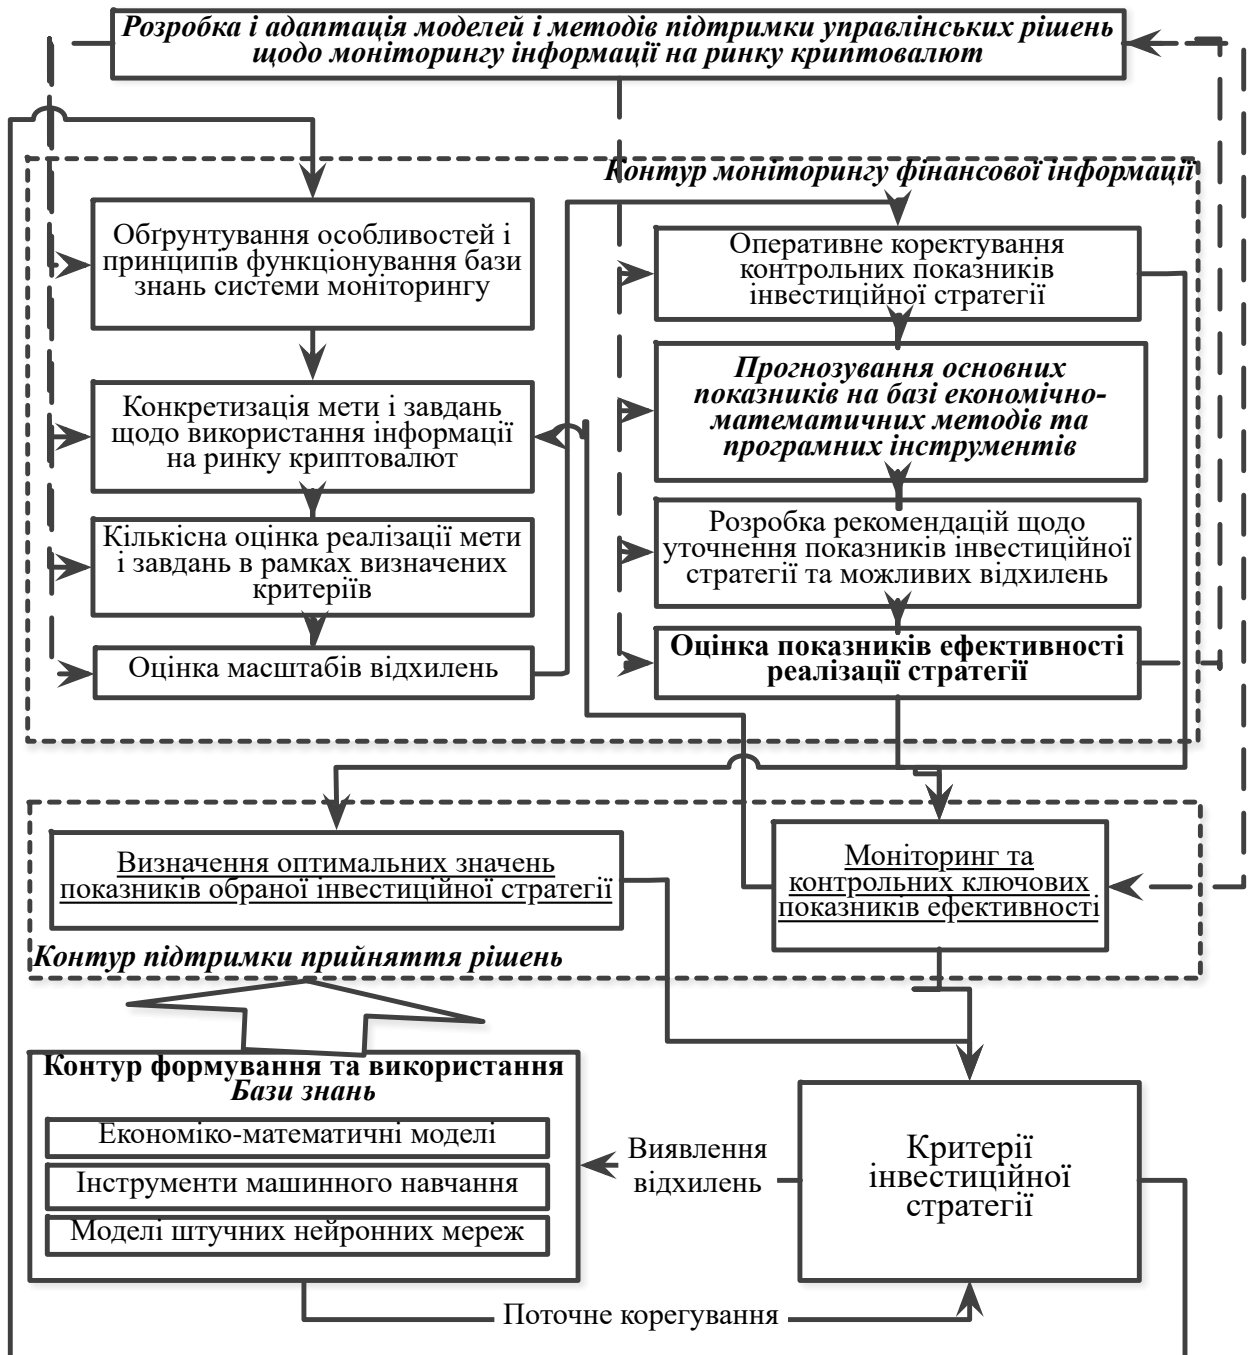 Розробка і адаптація моделей і методів підтримки управлінських рішень
щодо моніторингу інформації на ринку криптовалют
Контур моніторингу фінансової інформації
Обґрунтування особливостей і
принципів функціонування бази
знань системи моніторингу
Конкретизація мети і завдань
щодо використання інформації
на ринку криптовалют
Кількісна оцінка реалізації мети
і завдань в рамках визначених
критеріїв
Оцінка масштабів відхилень
Оперативне коректування
контрольних показників
інвестиційної стратегії
Прогнозування основних
показників на базі економічно-
математичних методів та
програмних інструментів
Розробка рекомендацій щодо
уточнення показників інвестиційної
стратегії та можливих відхилень
Оцінка показників ефективності
реалізації стратегії
Визначення оптимальних значень
показників обраної інвестиційної стратегії
Моніторинг та
контрольних ключових
показників ефективності
Контур підтримки прийняття рішень
Контур формування та використання
Бази знань
Економіко-математичні моделі
Інструменти машинного навчання
Моделі штучних нейронних мереж
Виявлення
відхилень
Критерії
інвестиційної
стратегії
Поточне корегування